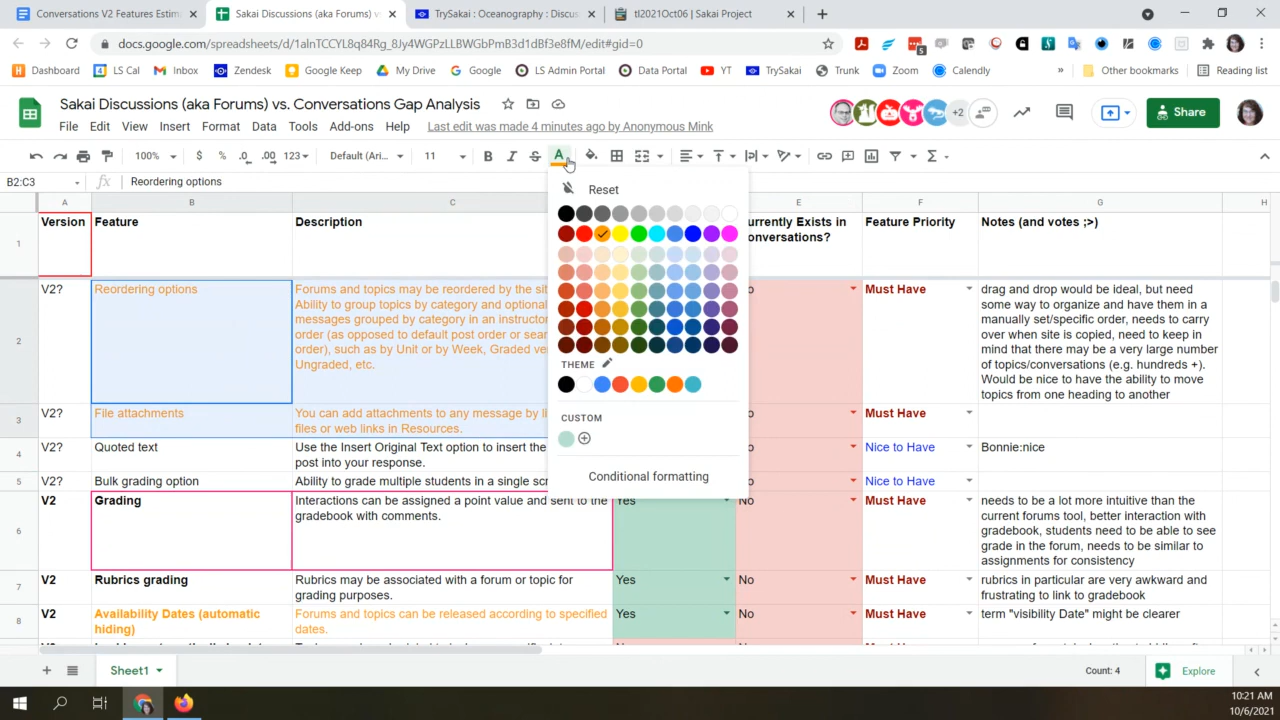 Conversations V2 Features Estim
Sakai Discussions (aka Forums) v
TrySakai : Oceanography : Discus
tl2021Oct06 | Sakai Project
docs.google.com/spreadsheets/d/1alnTCCYL8q84Rg_8Jy4WGPzLLBWGbPmB3d1dBf3e8fM/edit#gid=0
5
Dashboard
LS Cal
Inbox
Zendesk
Google Keep
My Drive
Google
LS Admin Portal
Data Portal
YT
TrySakai
Trunk
Zoom
Calendly
»
Other bookmarks
Reading list
Sakai Discussions (aka Forums) vs. Conversations Gap Analysis
+2
Share
File Edit View Insert Format Data Tools Add-ons Help
Last edit was made 4 minutes ago by Anonymous Mink
100% $ % .0 .00 123 Default (Ari... 11 B I S A
B2:C3 fx Reordering options
Reset
THEME
CUSTOM
Conditional formatting
A B C E F G H
1 Version Feature Description
urrently Exists in
onversations?
Feature Priority
Notes (and votes ;>)
2
V2?
Reordering options
Forums and topics may be reordered by the sit
Ability to group topics by category and optional
messages grouped by category in an instructor
order (as opposed to default post order or sear
order), such as by Unit or by Week, Graded ver
Ungraded, etc.
o
Must Have
drag and drop would be ideal, but need
some way to organize and have them in a
manually set/specific order, needs to carry
over when site is copied, need to keep in
mind that there may be a very large number
of topics/conversations (e.g. hundreds +).
Would be nice to have the ability to move
topics from one heading to another
3
V2?
File attachments
You can add attachments to any message by li
files or web links in Resources.
o
Must Have
4
V2?
Quoted text
Use the Insert Original Text option to insert the
post into your response.
o
Nice to Have
Bonnie:nice
5
V2?
Bulk grading option
Ability to grade multiple students in a single scr
o
Nice to Have
6
V2
Grading
Interactions can be assigned a point value and sent to the
gradebook with comments.
Yes
No
Must Have
needs to be a lot more intuitive than the
current forums tool, better interaction with
gradebook, students need to be able to see
grade in the forum, needs to be similar to
assignments for consistency
7
V2
Rubrics grading
Rubrics may be associated with a forum or topic for
grading purposes.
Yes
No
Must Have
rubrics in particular are very awkward and
frustrating to link to gradebook
8
V2
Availability Dates (automatic
hiding)
Forums and topics can be released according to specified
dates.
Yes
No
Must Have
term "visibility Date" might be clearer
Sheet1
Count: 4
Explore
10:21 AM
10/6/2021